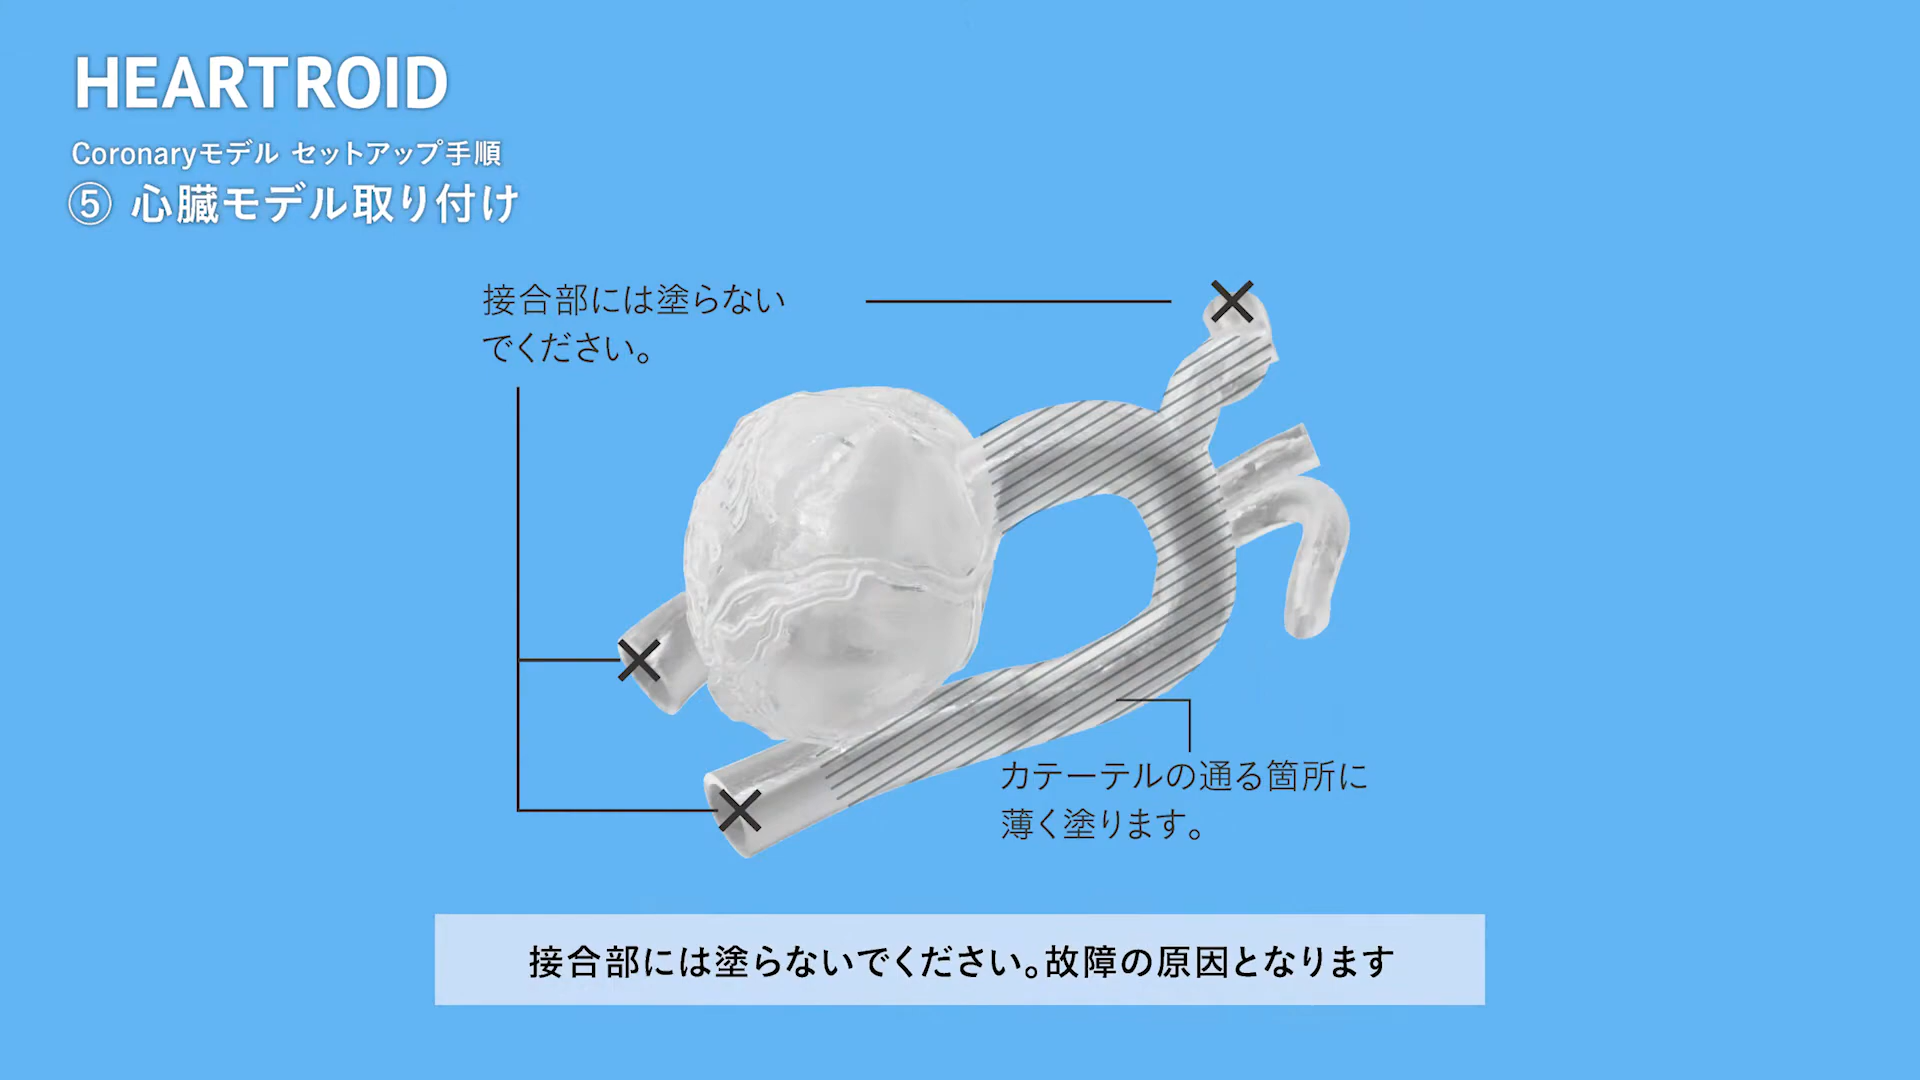 HEARTROID
Coronaryモデル セットアップ手順
⑤ 心臓モデル取り付け
接合部には塗らない
でください。
カテーテルの通る箇所に
薄く塗ります。
接合部には塗らないでください。故障の原因となります